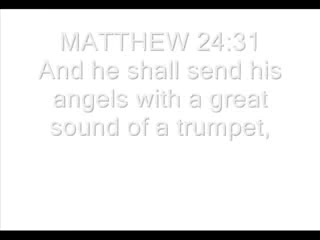 MATTHEW 24:31
And he shall send his
angels with a great
sound of a trumpet,